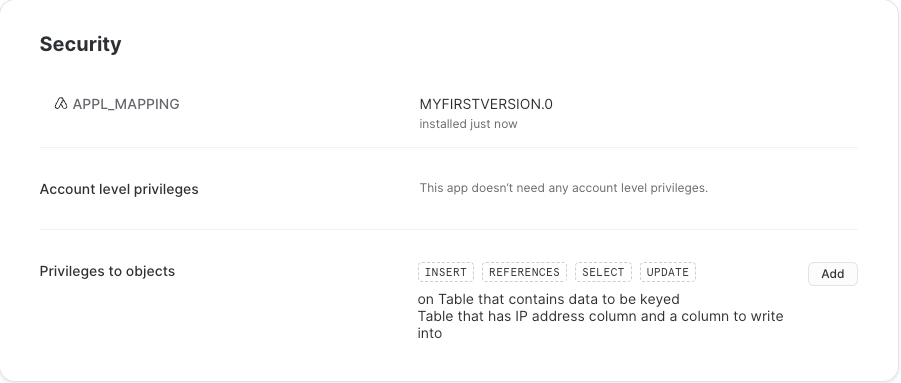 Security
APPL_MAPPING
MYFIRSTVERSION.0
installed just now
Account level privileges
This app doesn't need any account level privileges.
Privileges to objects
INSERT REFERENCES SELECT UPDATE
Add
on Table that contains data to be keyed
Table that has IP address column and a column to write
into